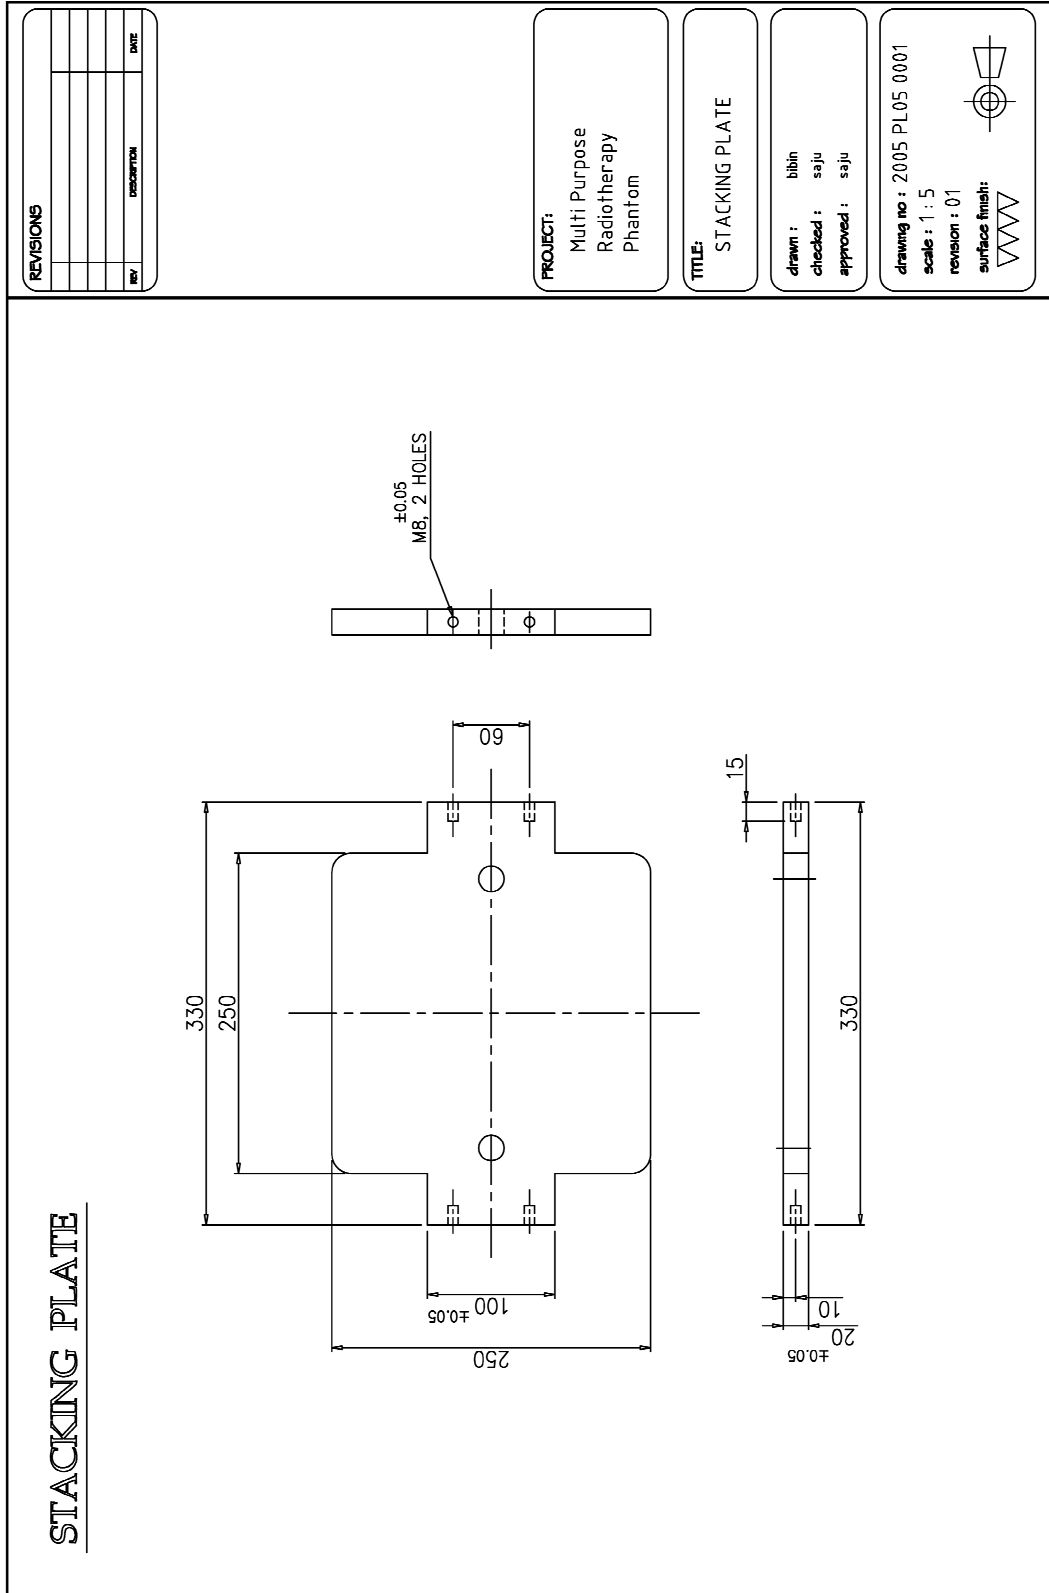 STACKING PLATE
330
250
250
100 ±0.05
60
±0.05
M8, 2 HOLES
15
330
10
20
±0.05
REVISIONS
REV DESCRIPTION DATE
PROJECT:
Multi Purpose
Radiotherapy
Phantom
TITLE:
STACKING PLATE
drawn : bibin
checked : saju
approved : saju
drawing no : 2005 PL05 0001
scale : 1 : 5
revision : 01
surface finish: